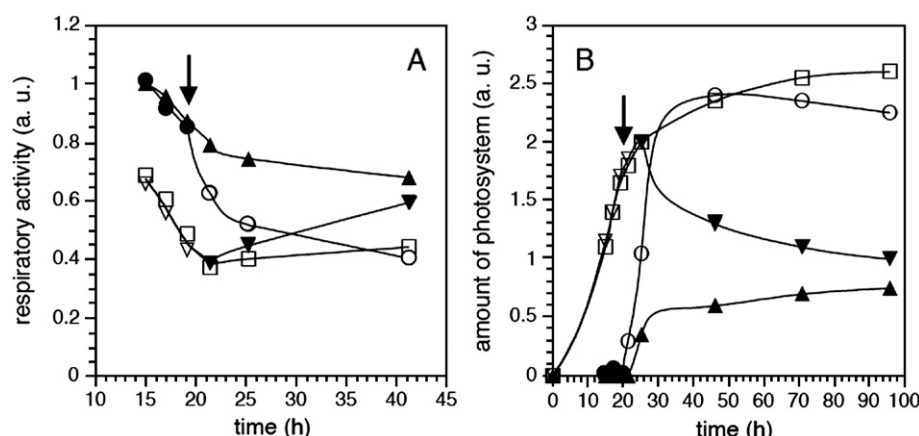 A
respiratory activity (a. u.)
1.2
1
0.8
0.6
0.4
0.2
0
10 15 20 25 30 35 40 45
time (h)
B
amount of photosystem (a. u.)
3
2.5
2
1.5
1
0.5
0
0 10 20 30 40 50 60 70 80 90 100
time (h)